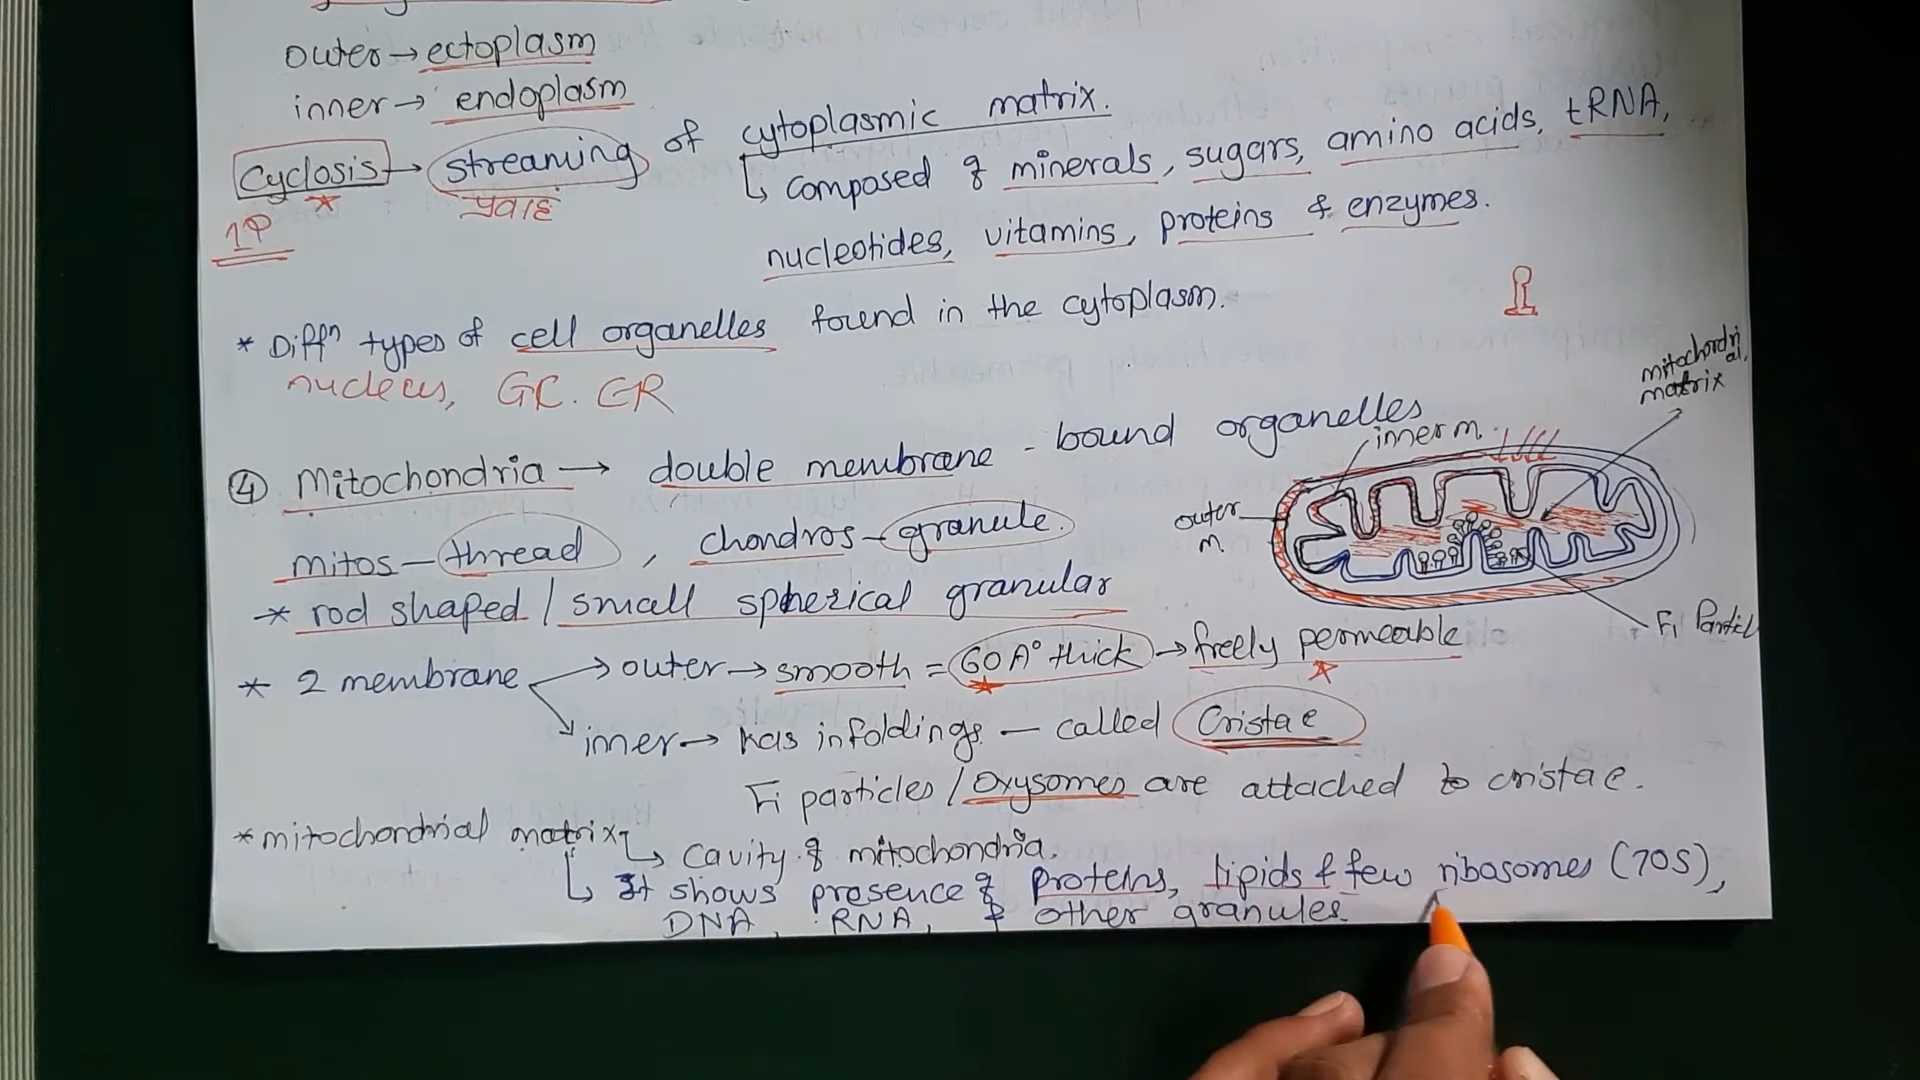 outer → ectoplasm
inner → endoplasm
cyclosis → streaming of cytoplasmic matrix.
प्रवाह
1P
↳ composed of minerals, sugars, amino acids, tRNA,
nucleotides, vitamins, proteins & enzymes.
* Diffn types of cell organelles found in the cytoplasm.
nucleus, GC. ER
④ Mitochondria → double membrane - bound organelles
mitos - thread, chondros - granule.
* rod shaped / small spherical granular
inner m.
outer m.
mitochondrial matrix
F1 Particl
* 2 membrane → outer → smooth = 60A° thick → freely permeable
inner → has infoldings - called Cristae
F1 particles / Oxysomes are attached to cristae.
* mitochondrial matrix ↳ cavity of mitochondria.
↳ It shows presence of proteins, lipids & few ribosomes (70S),
DNA, RNA, & other granules.